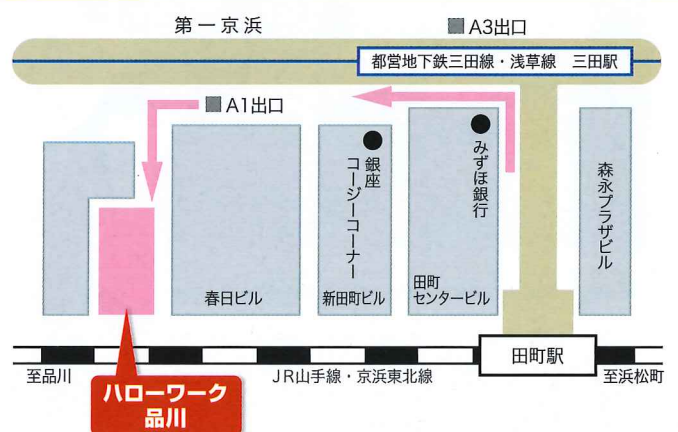 第一京浜
A3出口
都営地下鉄三田線・浅草線 三田駅
A1出口
銀座
コージーコーナー
みずほ銀行
森永プラザビル
春日ビル
新田町ビル
田町
センタービル
田町駅
至品川
JR山手線・京浜東北線
至浜松町
ハローワーク
品川